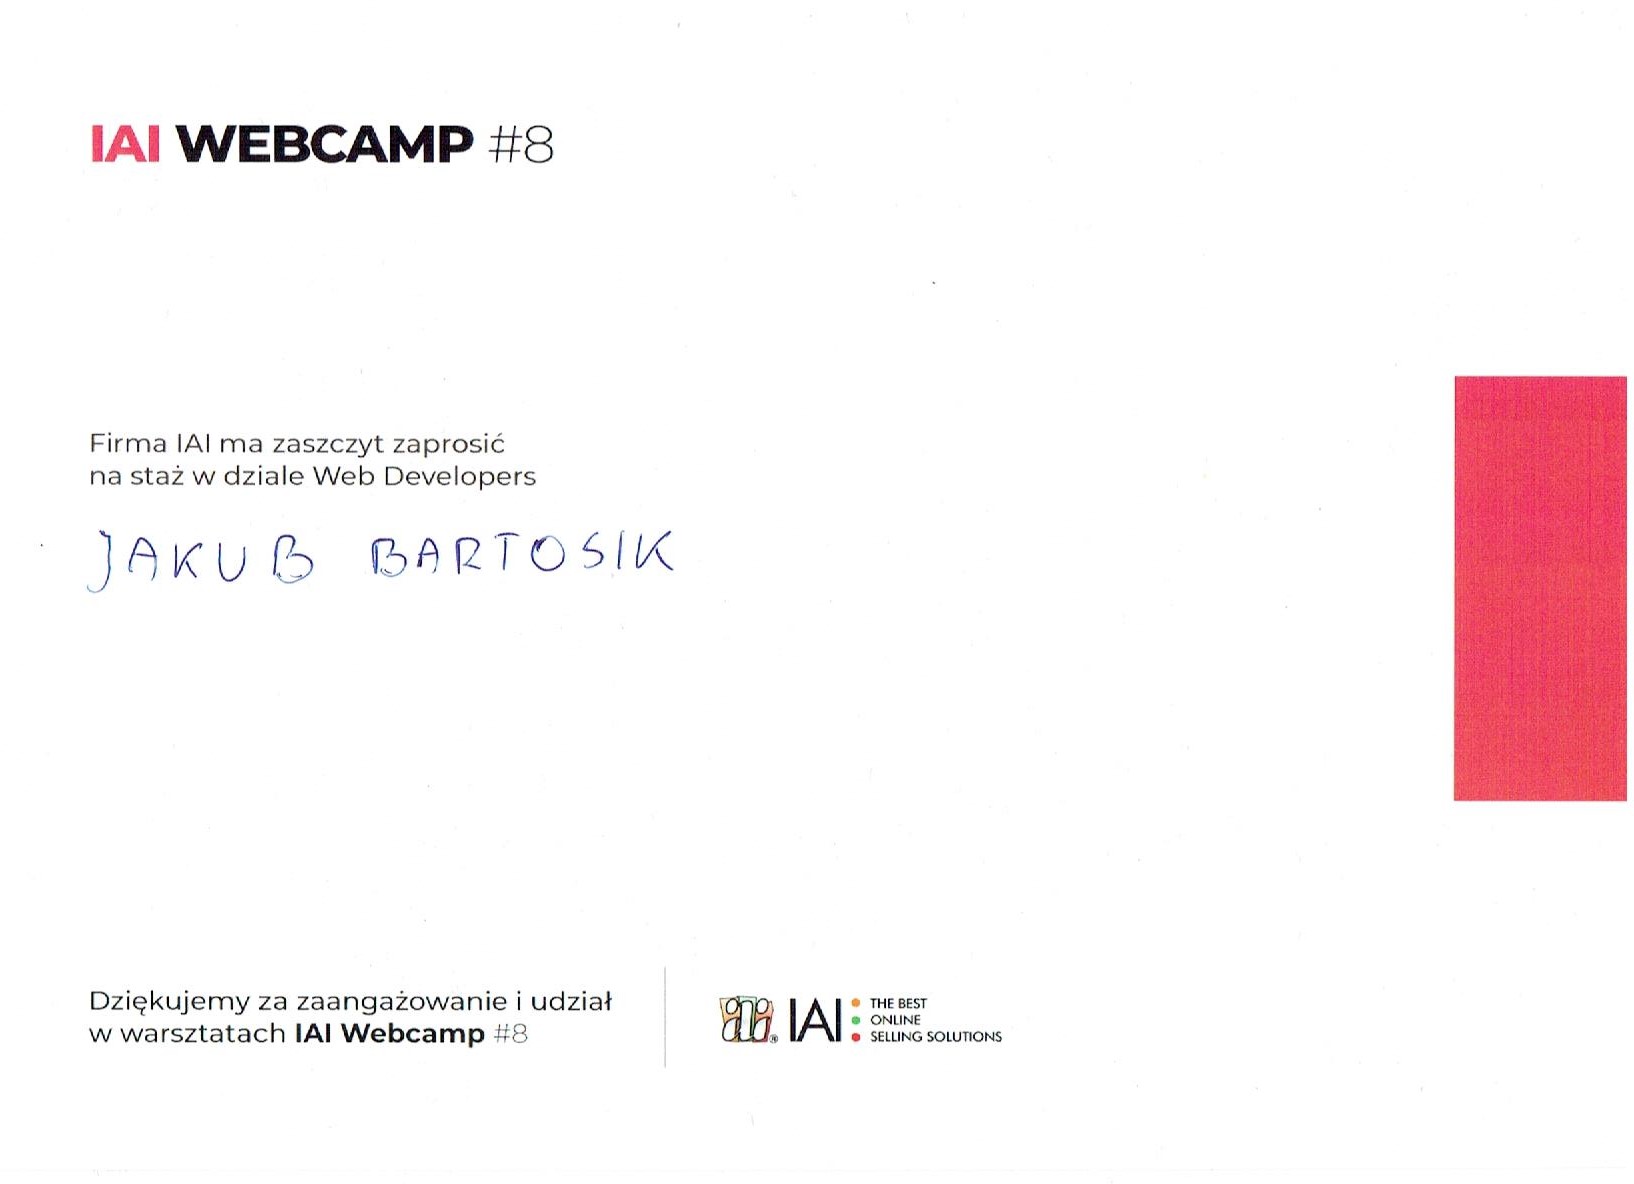 IAI WEBCAMP #8
Firma IAI ma zaszczyt zaprosić
na staż w dziale Web Developers
JAKUB BARTOSIK
Dziękujemy za zaangażowanie i udział
w warsztatach IAI Webcamp #8
IAI
THE BEST
ONLINE
SELLING SOLUTIONS